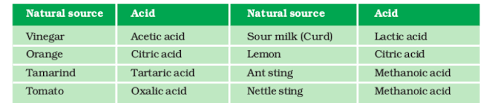 Natural source Acid Natural source Acid
Vinegar Acetic acid Sour milk (Curd) Lactic acid
Orange Citric acid Lemon Citric acid
Tamarind Tartaric acid Ant sting Methanoic acid
Tomato Oxalic acid Nettle sting Methanoic acid